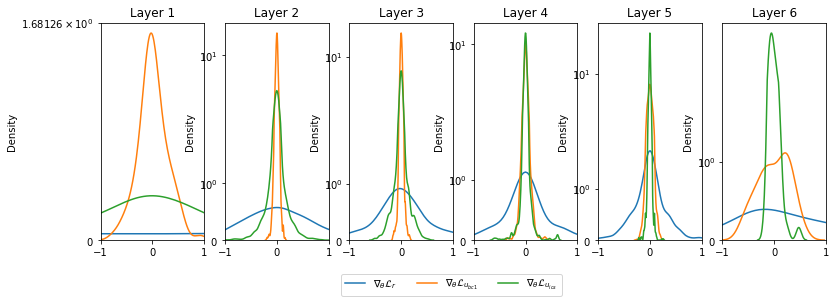 Layer 1
Layer 2
Layer 3
Layer 4
Layer 5
Layer 6
1.68126 × 10⁰
0
−1 0 1
Density
10¹
10⁰
0
−1 0 1
Density
10¹
10⁰
0
−1 0 1
Density
10¹
10⁰
0
−1 0 1
Density
10¹
10⁰
0
−1 0 1
Density
10⁰
0
−1 0 1
Density
∇θℒr ∇θℒu_bc1 ∇θℒu_ics